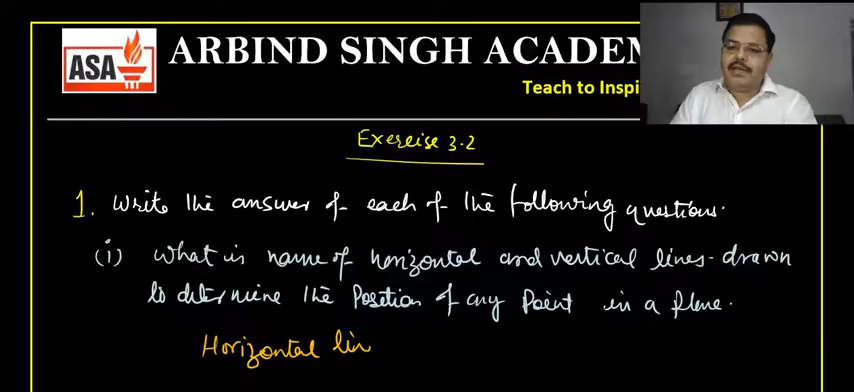 ASA
ARBIND SINGH ACADEM
Teach to Inspi
Exercise 3.2
1. Write the answer of each of the following questions.
(i) What is name of horizontal and vertical lines drawn
to determine the Position of any Point in a plane.
Horizontal lin